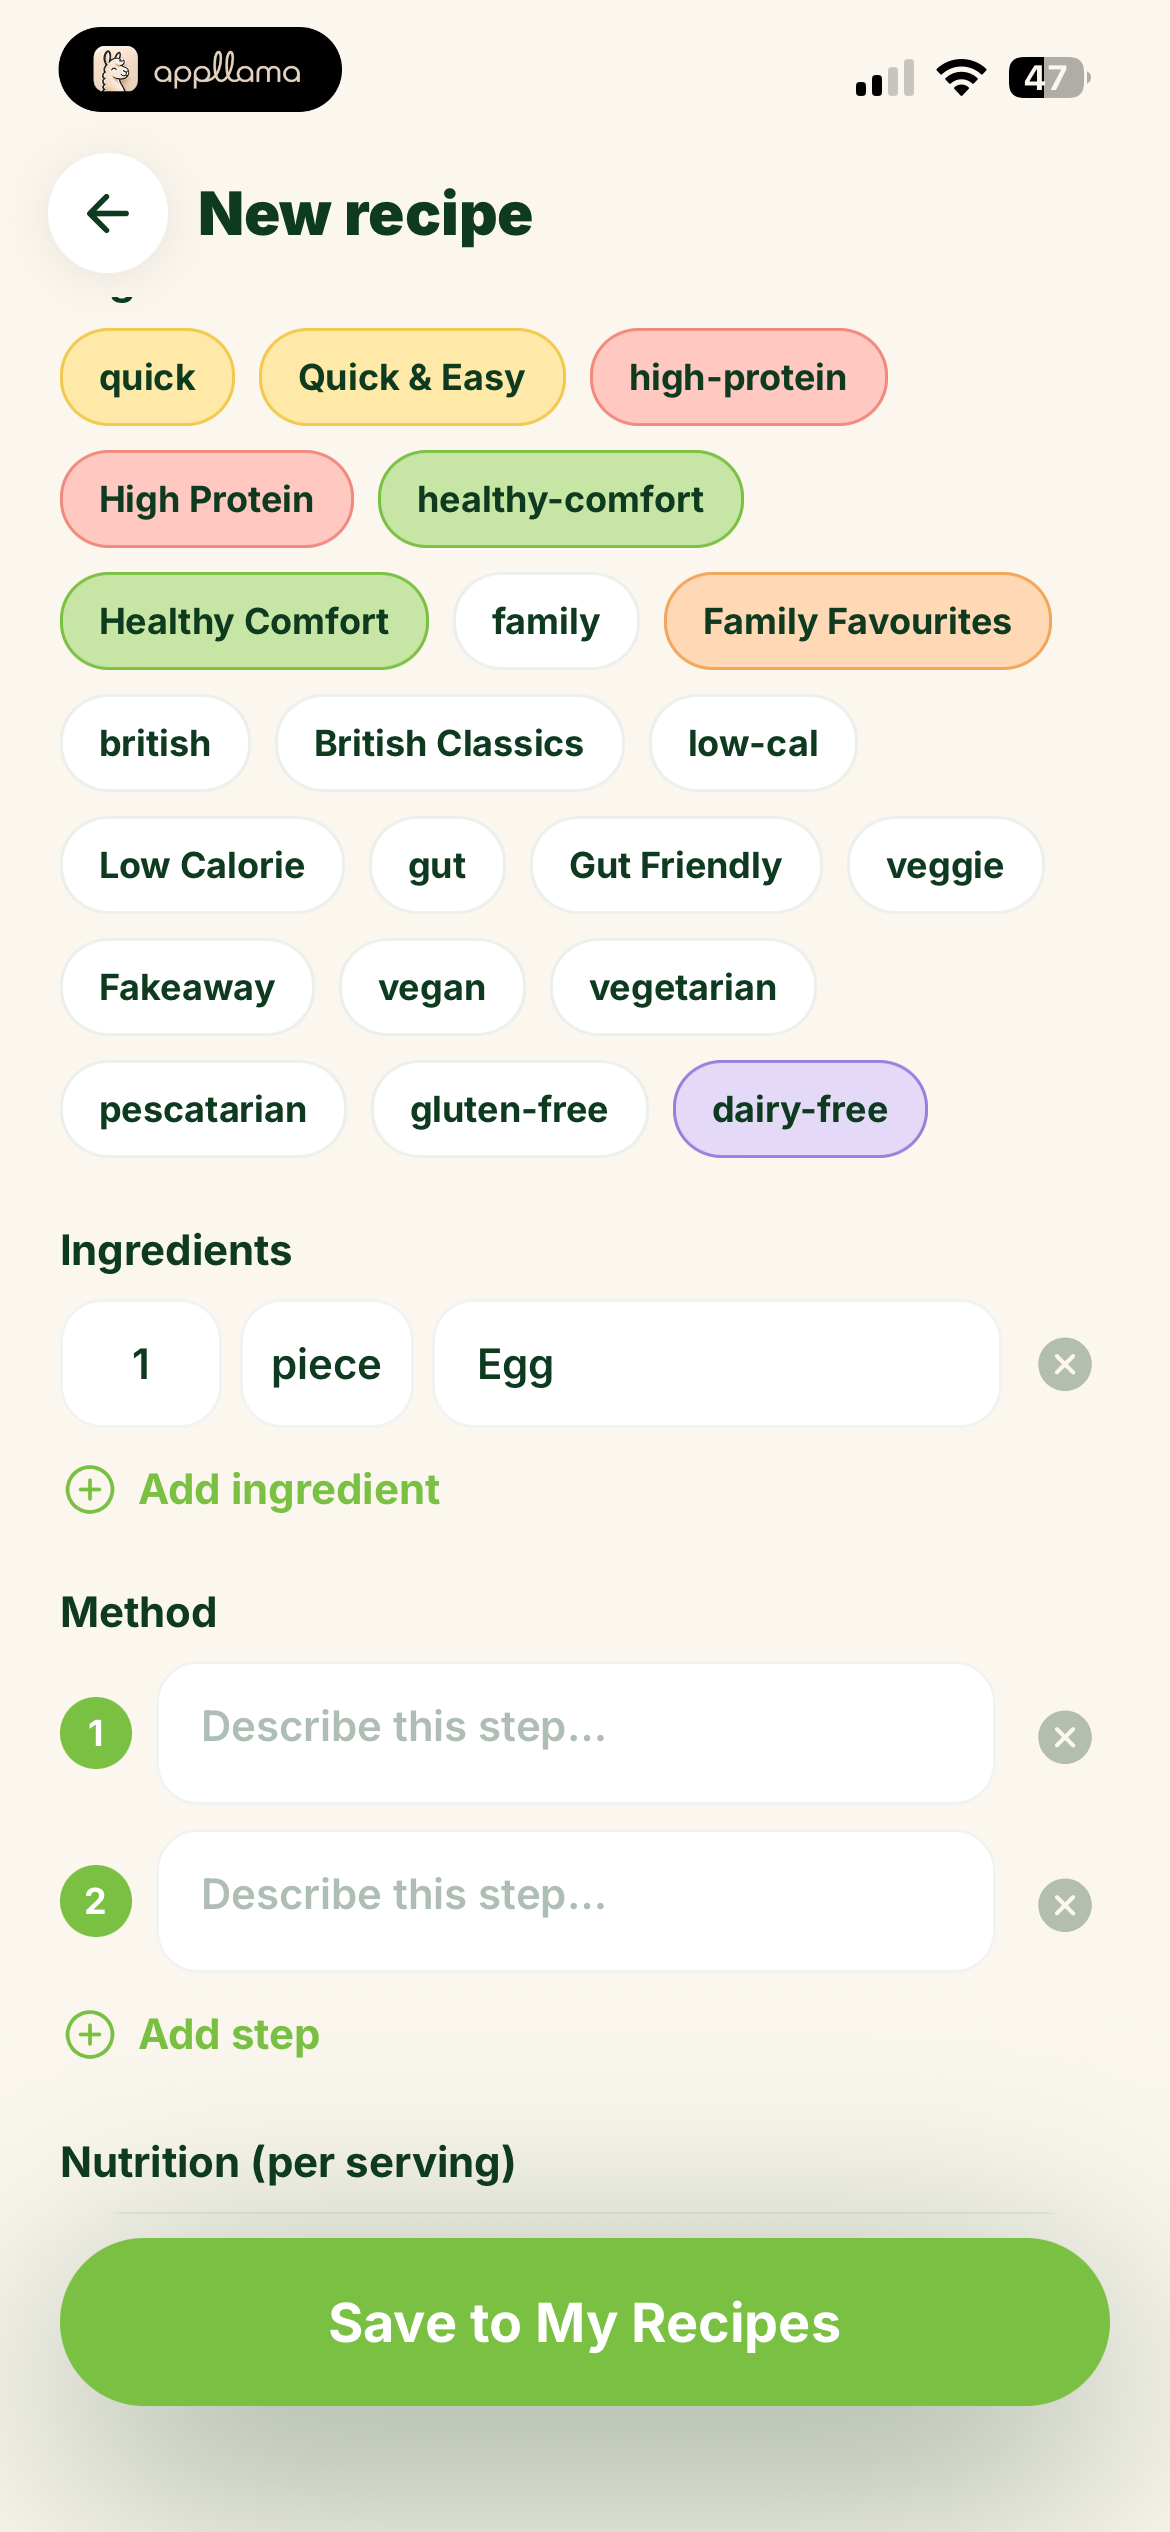 appllama
47
New recipe
quick Quick & Easy high-protein
High Protein healthy-comfort
Healthy Comfort family Family Favourites
british British Classics low-cal
Low Calorie gut Gut Friendly veggie
Fakeaway vegan vegetarian
pescatarian gluten-free dairy-free
Ingredients
1 piece Egg
Add ingredient
Method
1 Describe this step...
2 Describe this step...
Add step
Nutrition (per serving)
Save to My Recipes